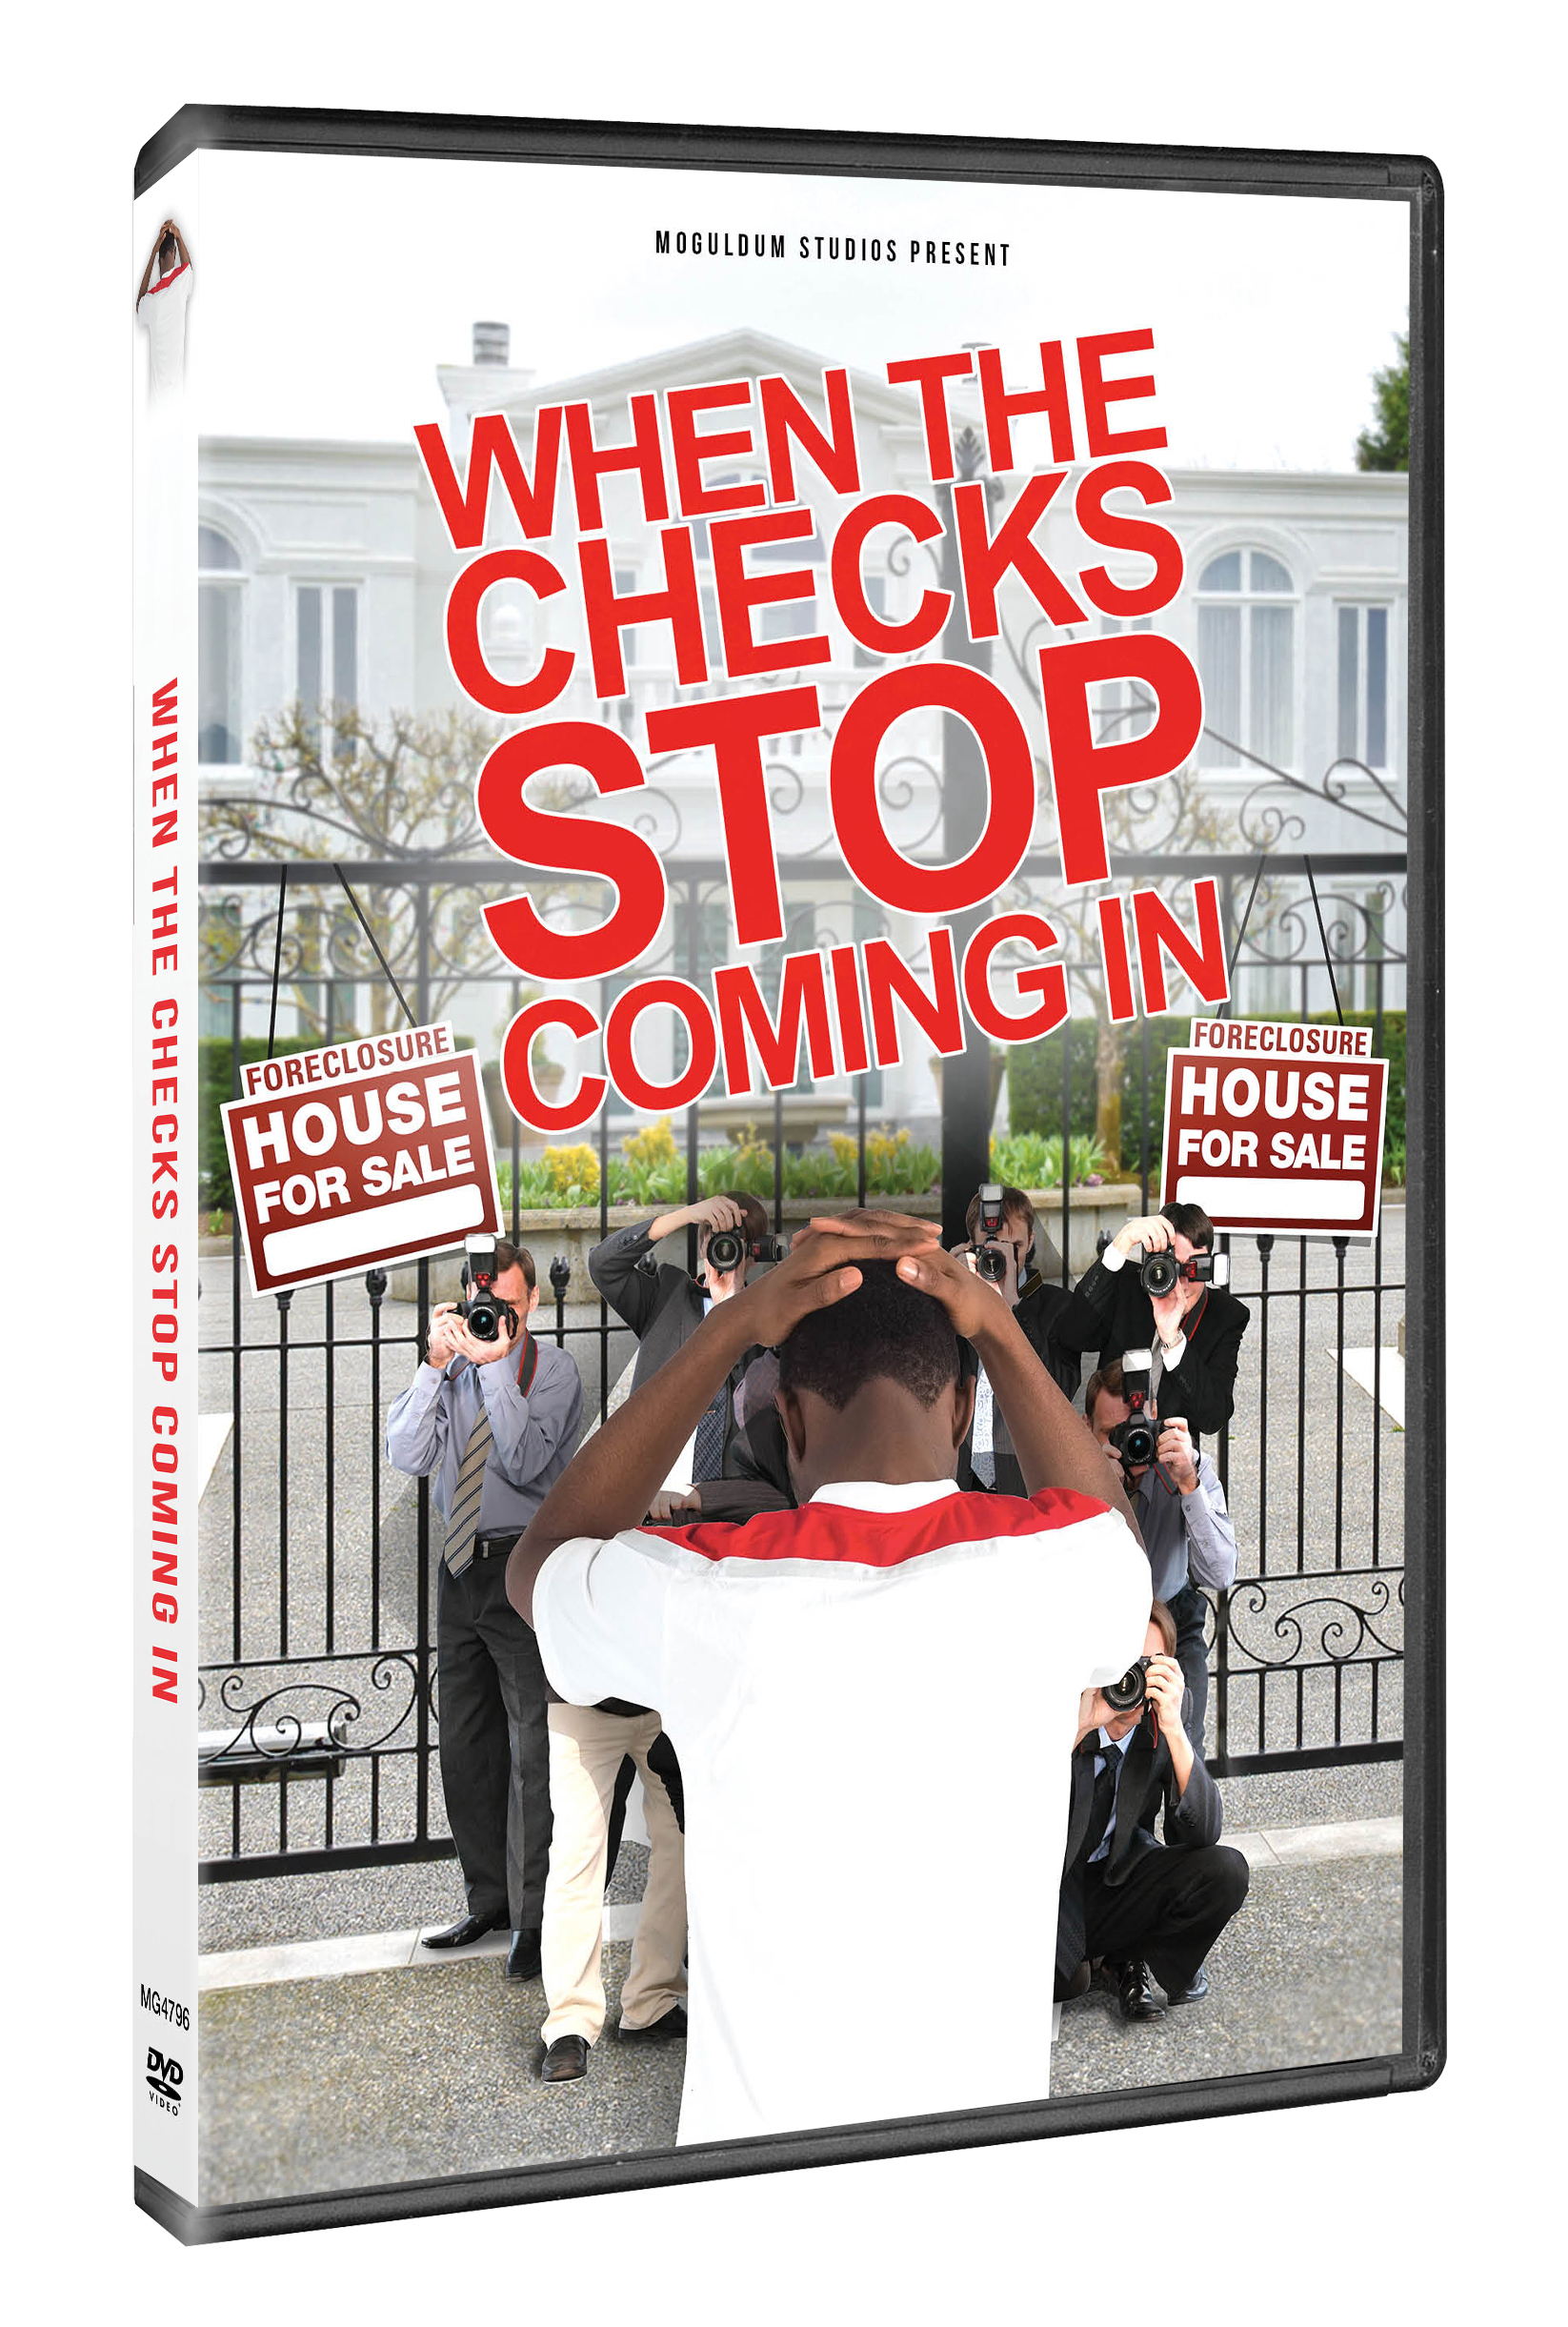 MOGULDUM STUDIOS PRESENT
WHEN THE
CHECKS
STOP
COMING IN
FORECLOSURE
HOUSE
FOR SALE
FORECLOSURE
HOUSE
FOR SALE
WHEN THE CHECKS STOP COMING IN
MG4796
DVD
VIDEO